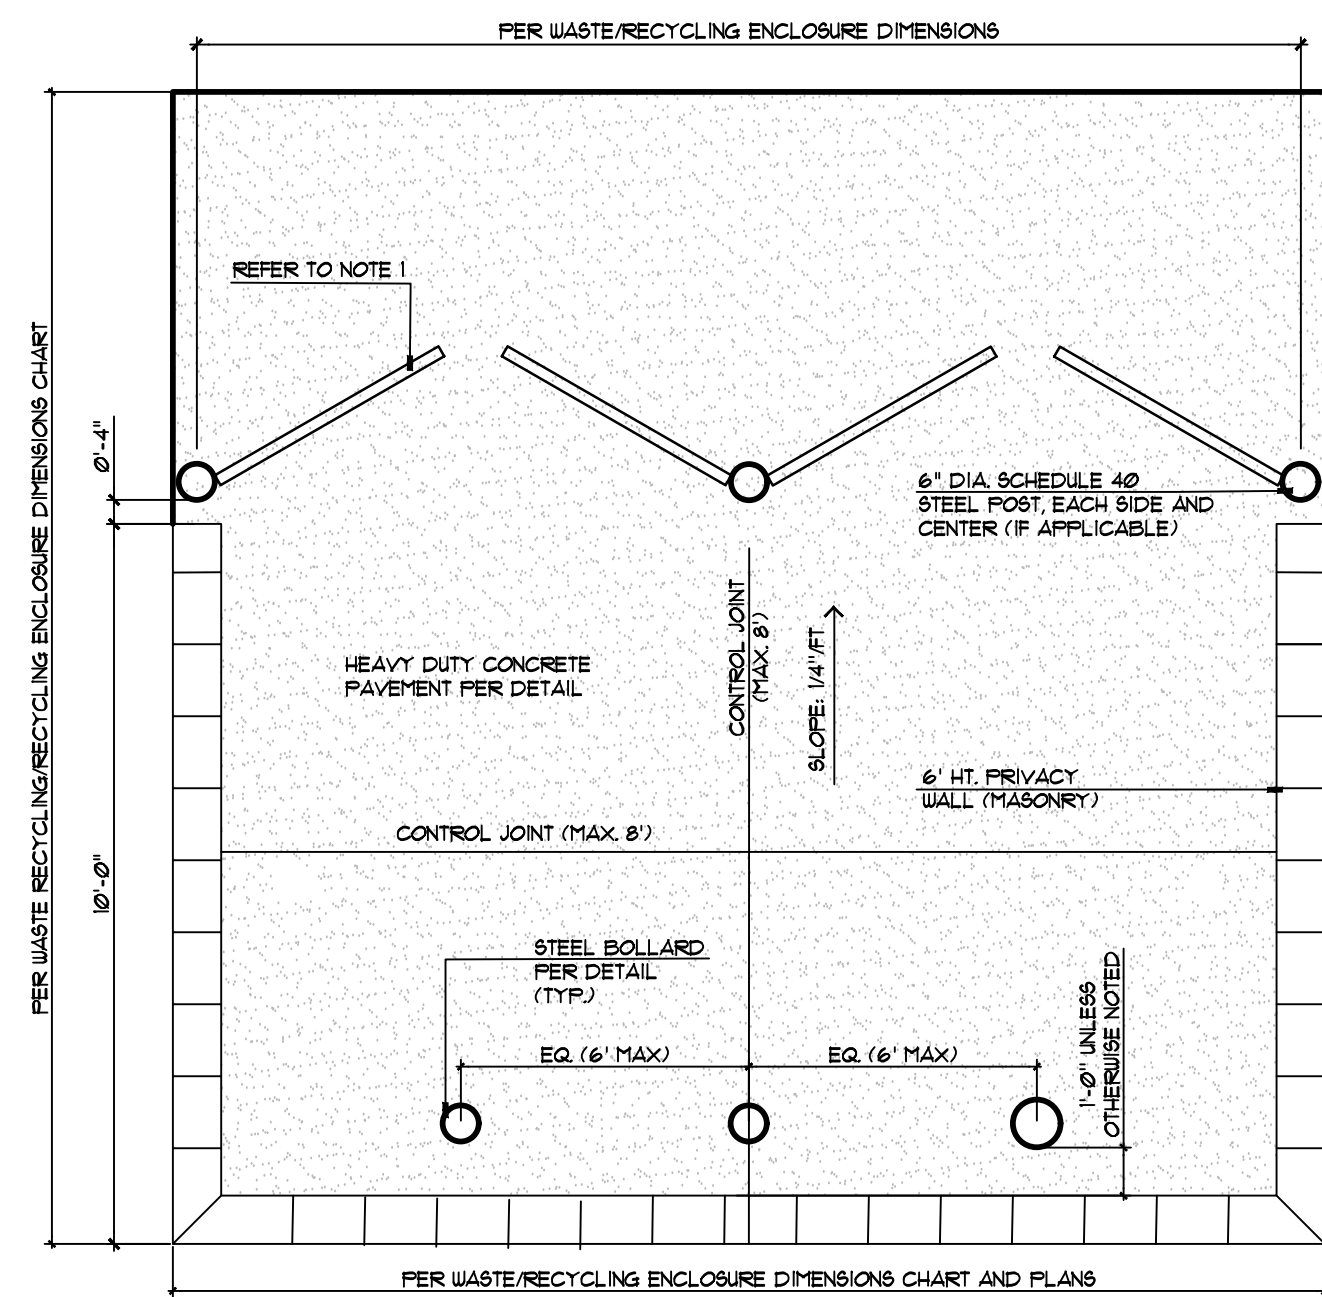 PER WASTE/RECYCLING ENCLOSURE DIMENSIONS
REFER TO NOTE 1
PER WASTE RECYCLING/RECYCLING ENCLOSURE DIMENSIONS CHART
0'-4"
6" DIA. SCHEDULE 40
STEEL POST, EACH SIDE AND
CENTER (IF APPLICABLE)
CONTROL JOINT
(MAX. 8')
SLOPE: 1/4"/FT.
HEAVY DUTY CONCRETE
PAVEMENT PER DETAIL
6' HT. PRIVACY
WALL (MASONRY)
CONTROL JOINT (MAX. 8')
10'-0"
STEEL BOLLARD
PER DETAIL
(TYP.)
EQ. (6' MAX)
EQ. (6' MAX)
1'-0" UNLESS
OTHERWISE NOTED
PER WASTE/RECYCLING ENCLOSURE DIMENSIONS CHART AND PLANS